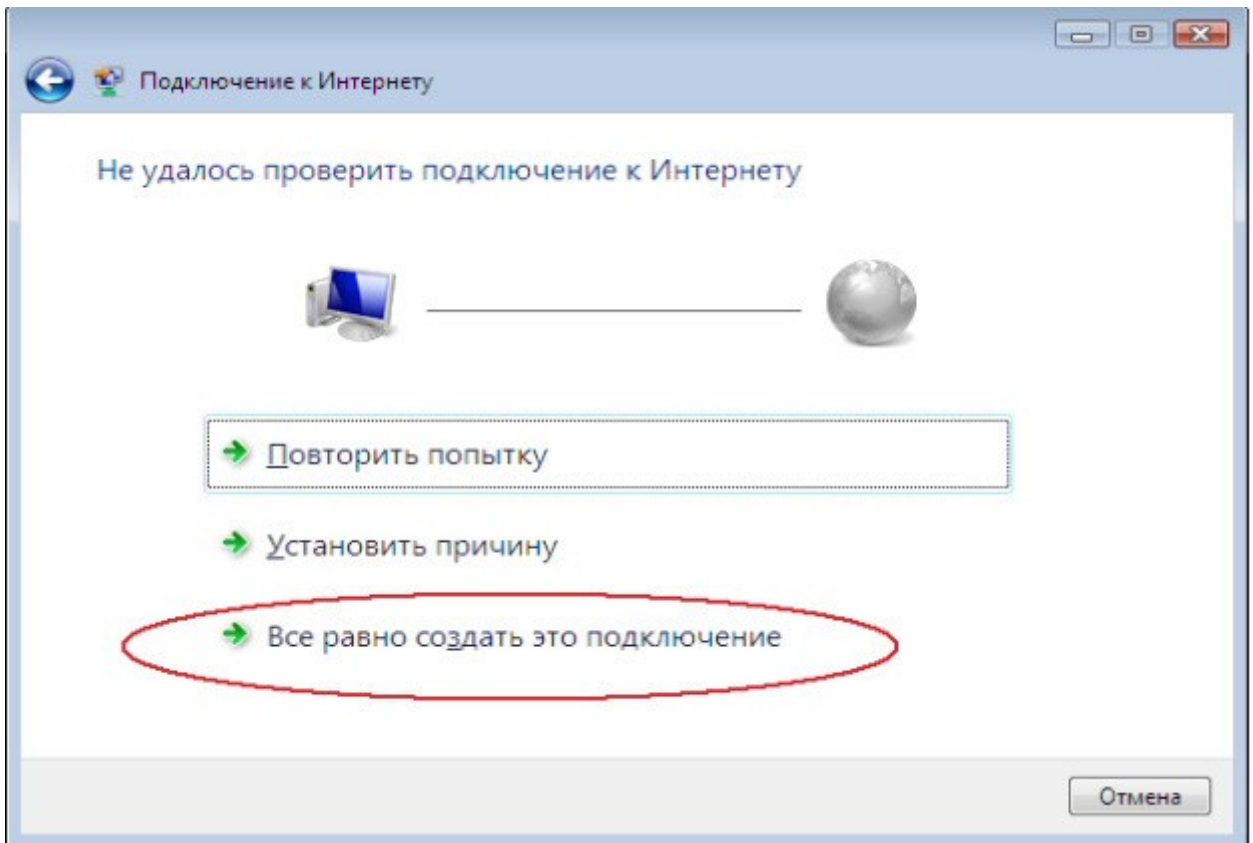 Подключение к Интернету
Не удалось проверить подключение к Интернету
Повторить попытку
Установить причину
Все равно создать это подключение
Отмена